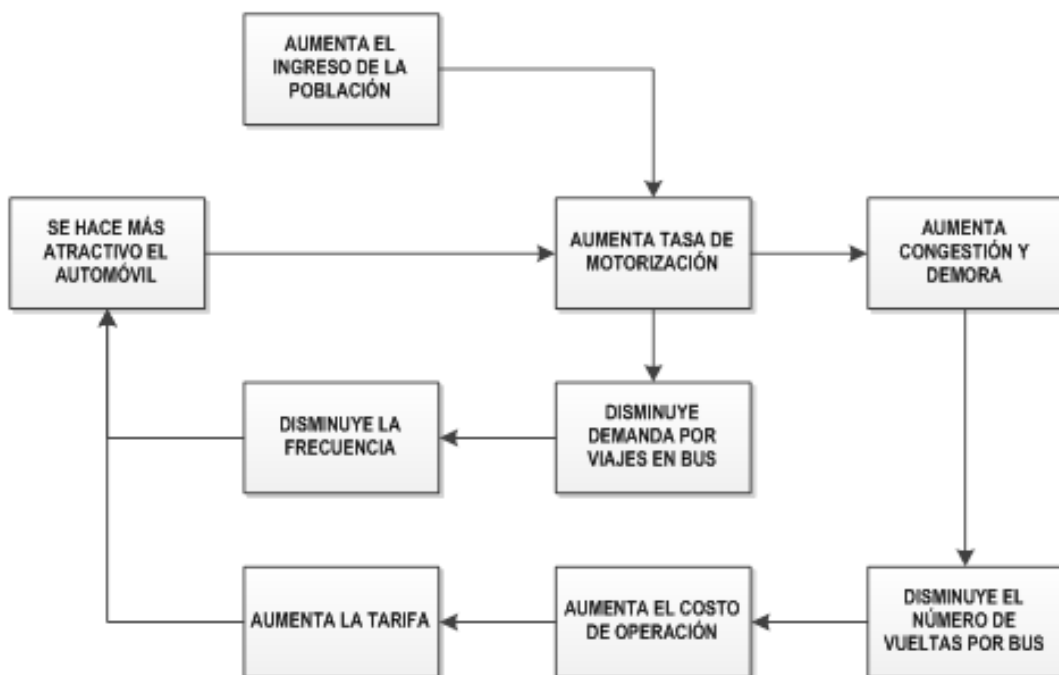 AUMENTA EL
INGRESO DE LA
POBLACIÓN
SE HACE MÁS
ATRACTIVO EL
AUTOMÓVIL
AUMENTA TASA DE
MOTORIZACIÓN
AUMENTA
CONGESTIÓN Y
DEMORA
DISMINUYE LA
FRECUENCIA
DISMINUYE
DEMANDA POR
VIAJES EN BUS
AUMENTA LA TARIFA
AUMENTA EL COSTO
DE OPERACIÓN
DISMINUYE EL
NÚMERO DE
VUELTAS POR BUS